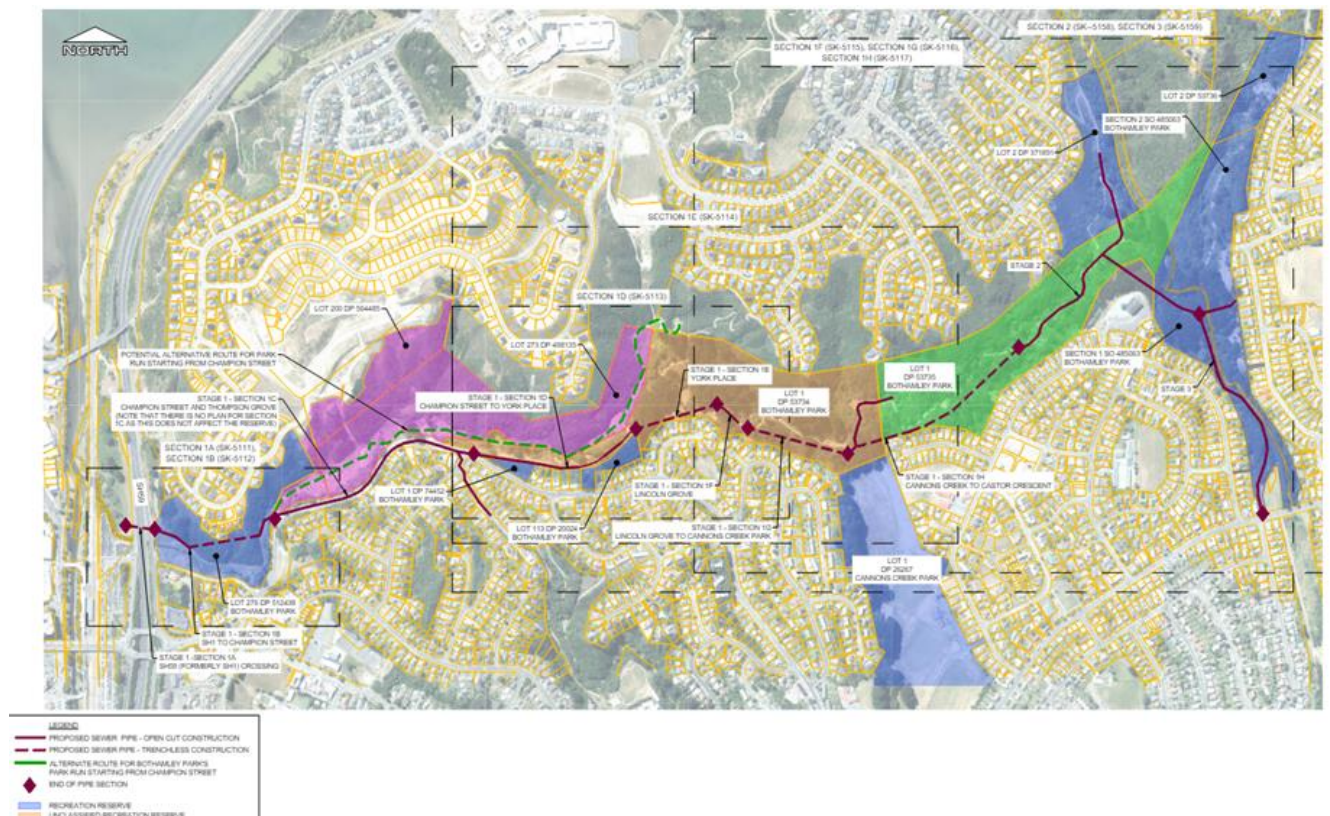 NORTH
SECTION 2 (SK--5158), SECTION 3 (SK-5159)
SECTION 1F (SK-5115), SECTION 1G (SK-5116),
SECTION 1H (SK-5117)
LOT 2 DP 53736
SECTION 2 SO 485063
BOTHAMLEY PARK
LOT 2 DP 371891
SECTION 1E (SK-5114)
STAGE 2
SECTION 1D (SK-5113)
LOT 200 DP 564485
LOT 273 DP 498135
POTENTIAL ALTERNATIVE ROUTE FOR PARK
RUN STARTING FROM CHAMPION STREET
STAGE 1 - SECTION 1C
CHAMPION STREET AND THOMPSON GROVE
(NOTE THAT THERE IS NO PLAN FOR SECTION
1C AS THIS DOES NOT AFFECT THE RESERVE)
STAGE 1 - SECTION 1D
CHAMPION STREET TO YORK PLACE
STAGE 1 - SECTION 1E
YORK PLACE
LOT 1
DP 53734
BOTHAMLEY PARK
LOT 1
DP 53735
BOTHAMLEY PARK
SECTION 1 SO 485063
BOTHAMLEY PARK
STAGE 3
SECTION 1A (SK-5111),
SECTION 1B (SK-5112)
SH59
LOT 1 DP 74452
BOTHAMLEY PARK
LOT 113 DP 20024
BOTHAMLEY PARK
STAGE 1 - SECTION 1F
LINCOLN GROVE
STAGE 1 - SECTION 1G
LINCOLN GROVE TO CANNONS CREEK PARK
STAGE 1 - SECTION 1H
CANNONS CREEK TO CASTOR CRESCENT
LOT 1
DP 28267
CANNONS CREEK PARK
LOT 276 DP 512438
BOTHAMLEY PARK
STAGE 1 - SECTION 1B
SH1 TO CHAMPION STREET
STAGE 1 - SECTION 1A
SH59 (FORMERLY SH1) CROSSING
LEGEND
PROPOSED SEWER PIPE - OPEN CUT CONSTRUCTION
PROPOSED SEWER PIPE - TRENCHLESS CONSTRUCTION
ALTERNATE ROUTE FOR BOTHAMLEY PARK'S
PARK RUN STARTING FROM CHAMPION STREET
END OF PIPE SECTION
RECREATION RESERVE
UNCLASSIFIED RECREATION RESERVE